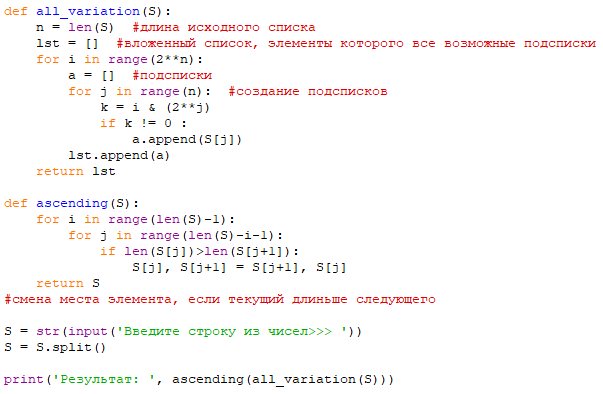 def all_variation(S):
    n = len(S)  #длина исходного списка
    lst = []  #вложенный список, элементы которого все возможные подсписки
    for i in range(2**n):
        a = []  #подсписки
        for j in range(n):  #создание подсписков
            k = i & (2**j)
            if k != 0 :
                a.append(S[j])
        lst.append(a)
    return lst

def ascending(S):
    for i in range(len(S)-1):
        for j in range(len(S)-i-1):
            if len(S[j])>len(S[j+1]):
                S[j], S[j+1] = S[j+1], S[j]
    return S
#смена места элемента, если текущий длиньше следующего

S = str(input('Введите строку из чисел>>> '))
S = S.split()

print('Результат: ', ascending(all_variation(S)))